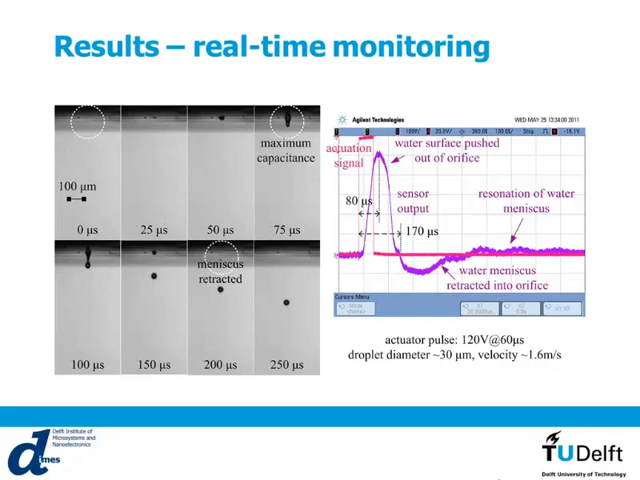 Results – real-time monitoring
maximum
capacitance
100 μm
0 μs
25 μs
50 μs
75 μs
meniscus
retracted
100 μs
150 μs
200 μs
250 μs
Agilent Technologies
WED MAY 25 13:34:00 2011
actuation
signal
water surface pushed
out of orifice
80 μs
sensor
output
resonation of water
meniscus
170 μs
water meniscus
retracted into orifice
Cursors Menu
actuator pulse: 120V@60μs
droplet diameter ~30 μm, velocity ~1.6m/s
Delft Institute of
Microsystems and
Nanoelectronics
dimes
TU Delft
Delft University of Technology